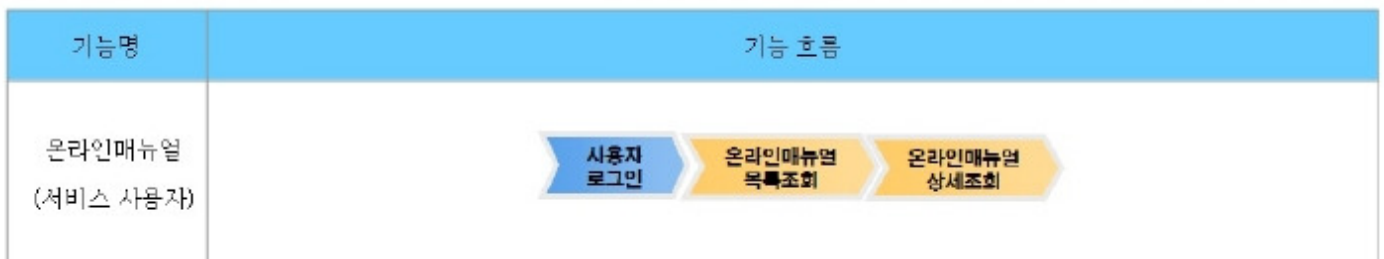 기능명
기능 흐름
온라인매뉴얼
(서비스 사용자)
사용자
로그인
온라인매뉴얼
목록조회
온라인매뉴얼
상세조회